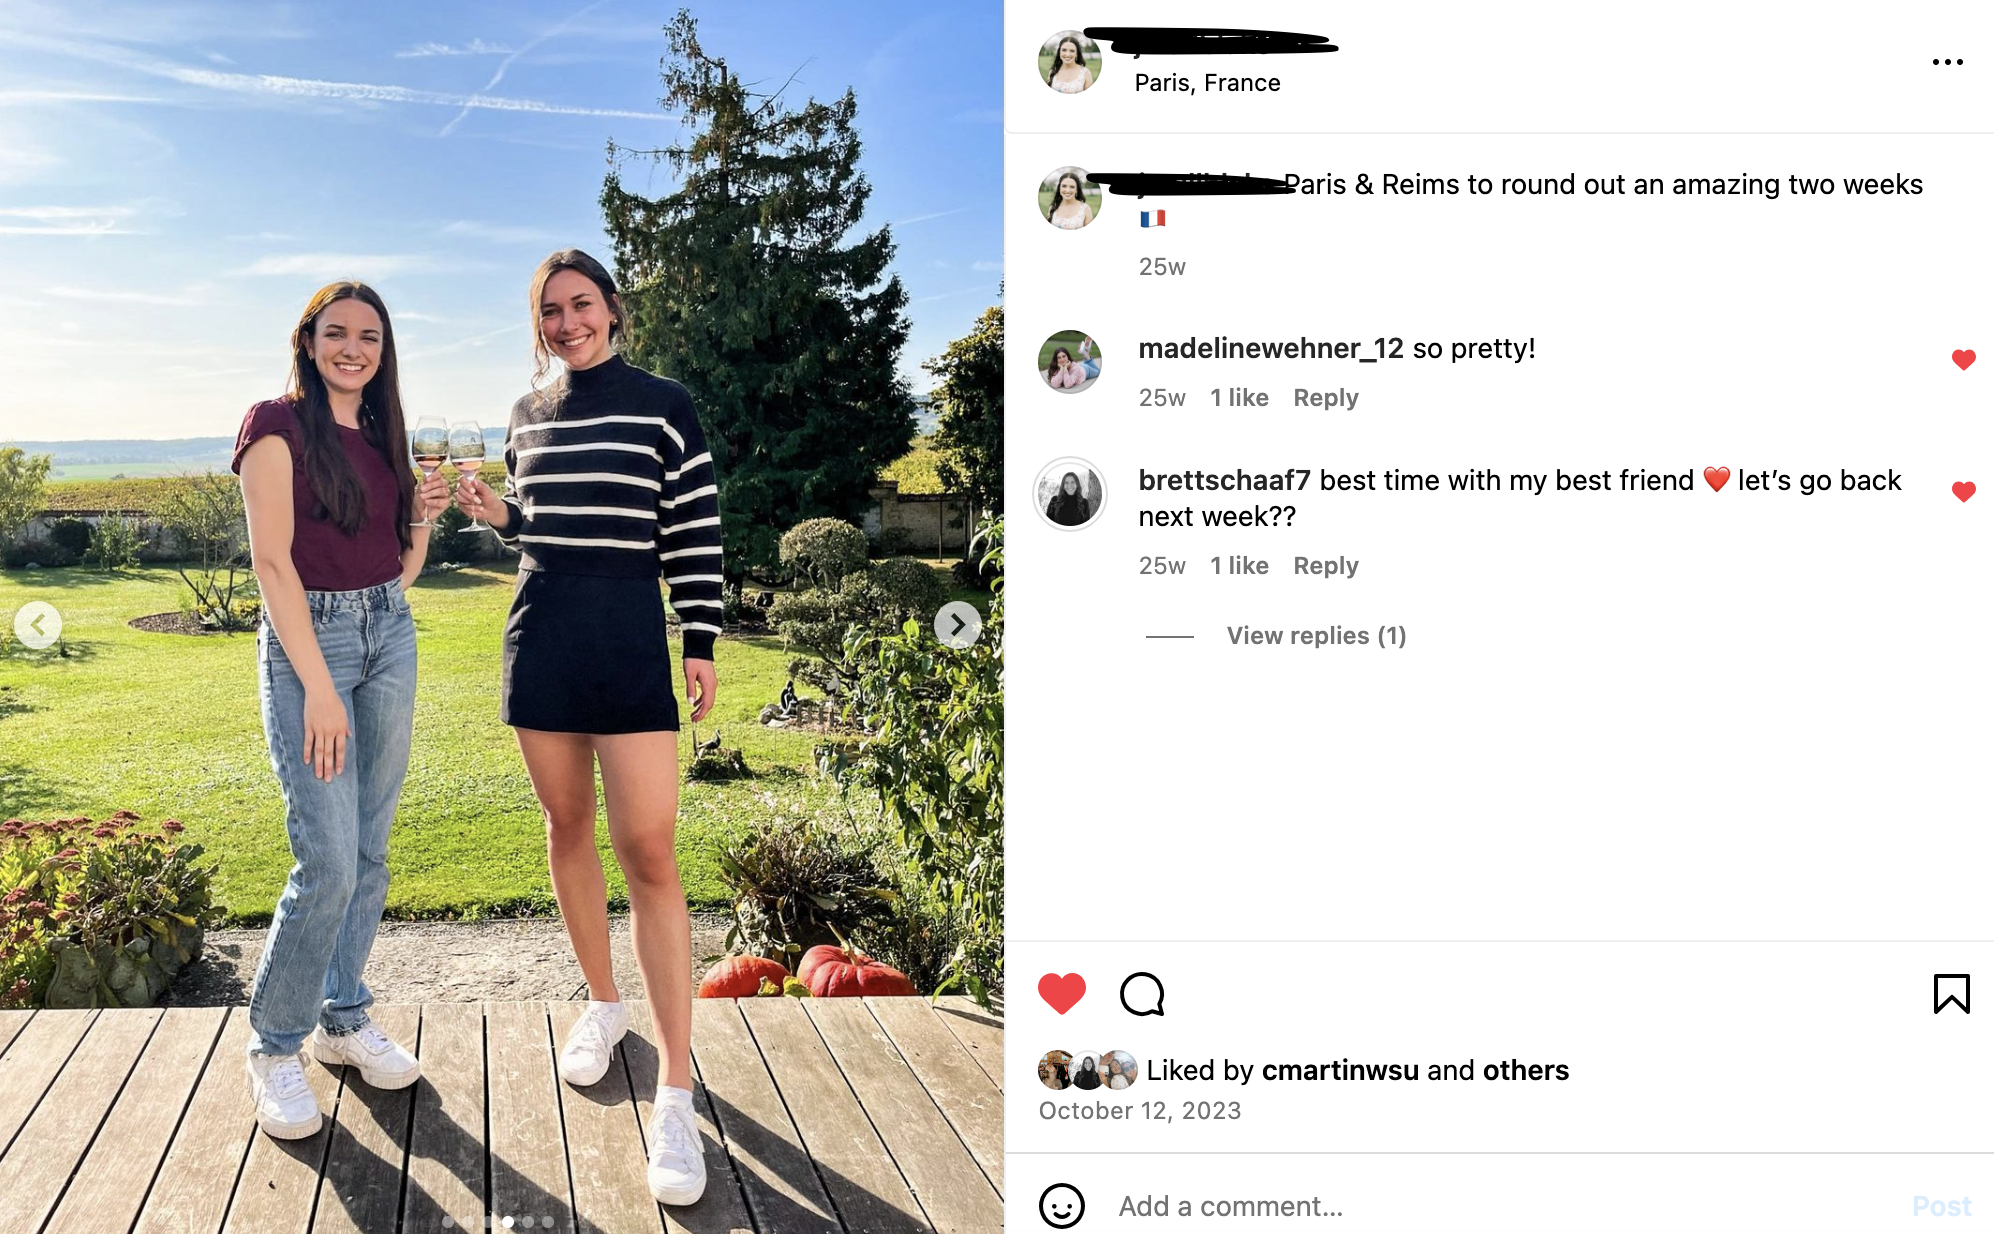 Paris, France
Paris & Reims to round out an amazing two weeks
🇫🇷
25w
madelinewehner_12 so pretty!
25w 1 like Reply
brettschaaf7 best time with my best friend ❤️ let’s go back
next week??
25w 1 like Reply
View replies (1)
Liked by cmartinwsu and others
October 12, 2023
Add a comment...
Post